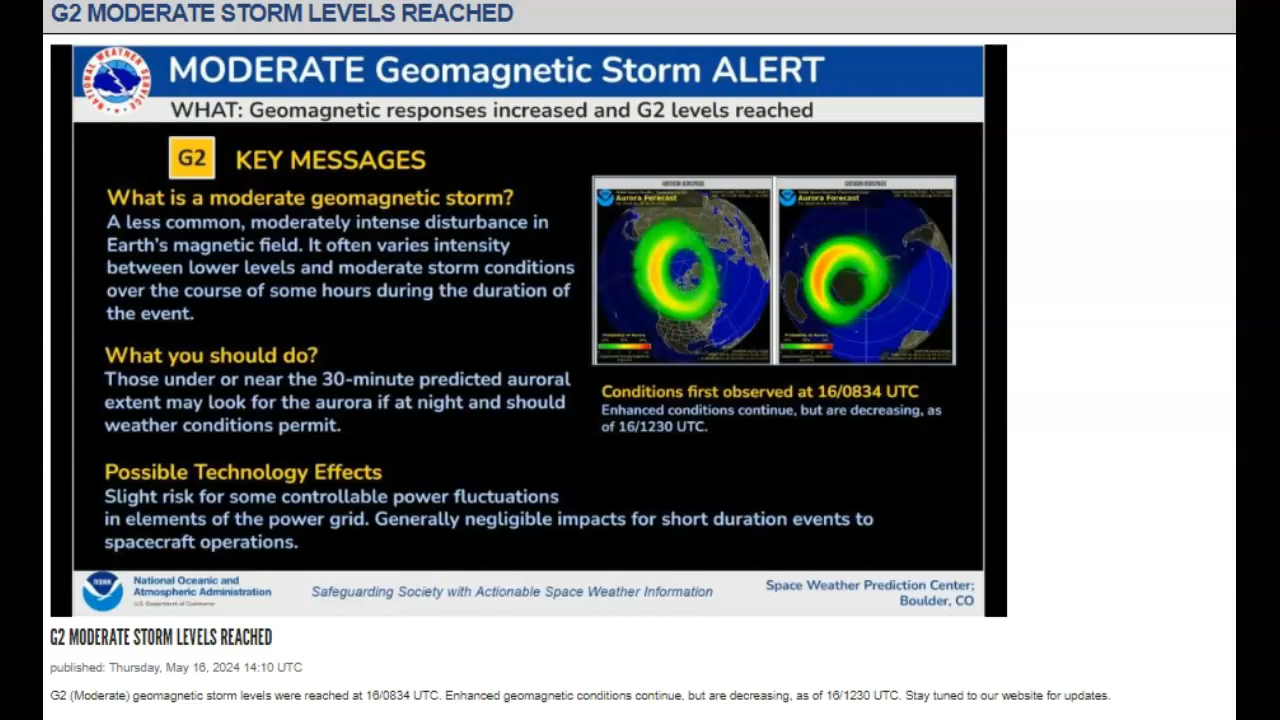 G2 MODERATE STORM LEVELS REACHED
NATIONAL WEATHER SERVICE
MODERATE Geomagnetic Storm ALERT
WHAT: Geomagnetic responses increased and G2 levels reached
G2
KEY MESSAGES
What is a moderate geomagnetic storm?
A less common, moderately intense disturbance in
Earth's magnetic field. It often varies intensity
between lower levels and moderate storm conditions
over the course of some hours during the duration of
the event.
What you should do?
Those under or near the 30-minute predicted auroral
extent may look for the aurora if at night and should
weather conditions permit.
Aurora Forecast
Aurora Forecast
Conditions first observed at 16/0834 UTC
Enhanced conditions continue, but are decreasing, as
of 16/1230 UTC.
Possible Technology Effects
Slight risk for some controllable power fluctuations
in elements of the power grid. Generally negligible impacts for short duration events to
spacecraft operations.
National Oceanic and
Atmospheric Administration
U.S. Department of Commerce
Safeguarding Society with Actionable Space Weather Information
Space Weather Prediction Center;
Boulder, CO
G2 MODERATE STORM LEVELS REACHED
published: Thursday, May 16, 2024 14:10 UTC
G2 (Moderate) geomagnetic storm levels were reached at 16/0834 UTC. Enhanced geomagnetic conditions continue, but are decreasing, as of 16/1230 UTC. Stay tuned to our website for updates.